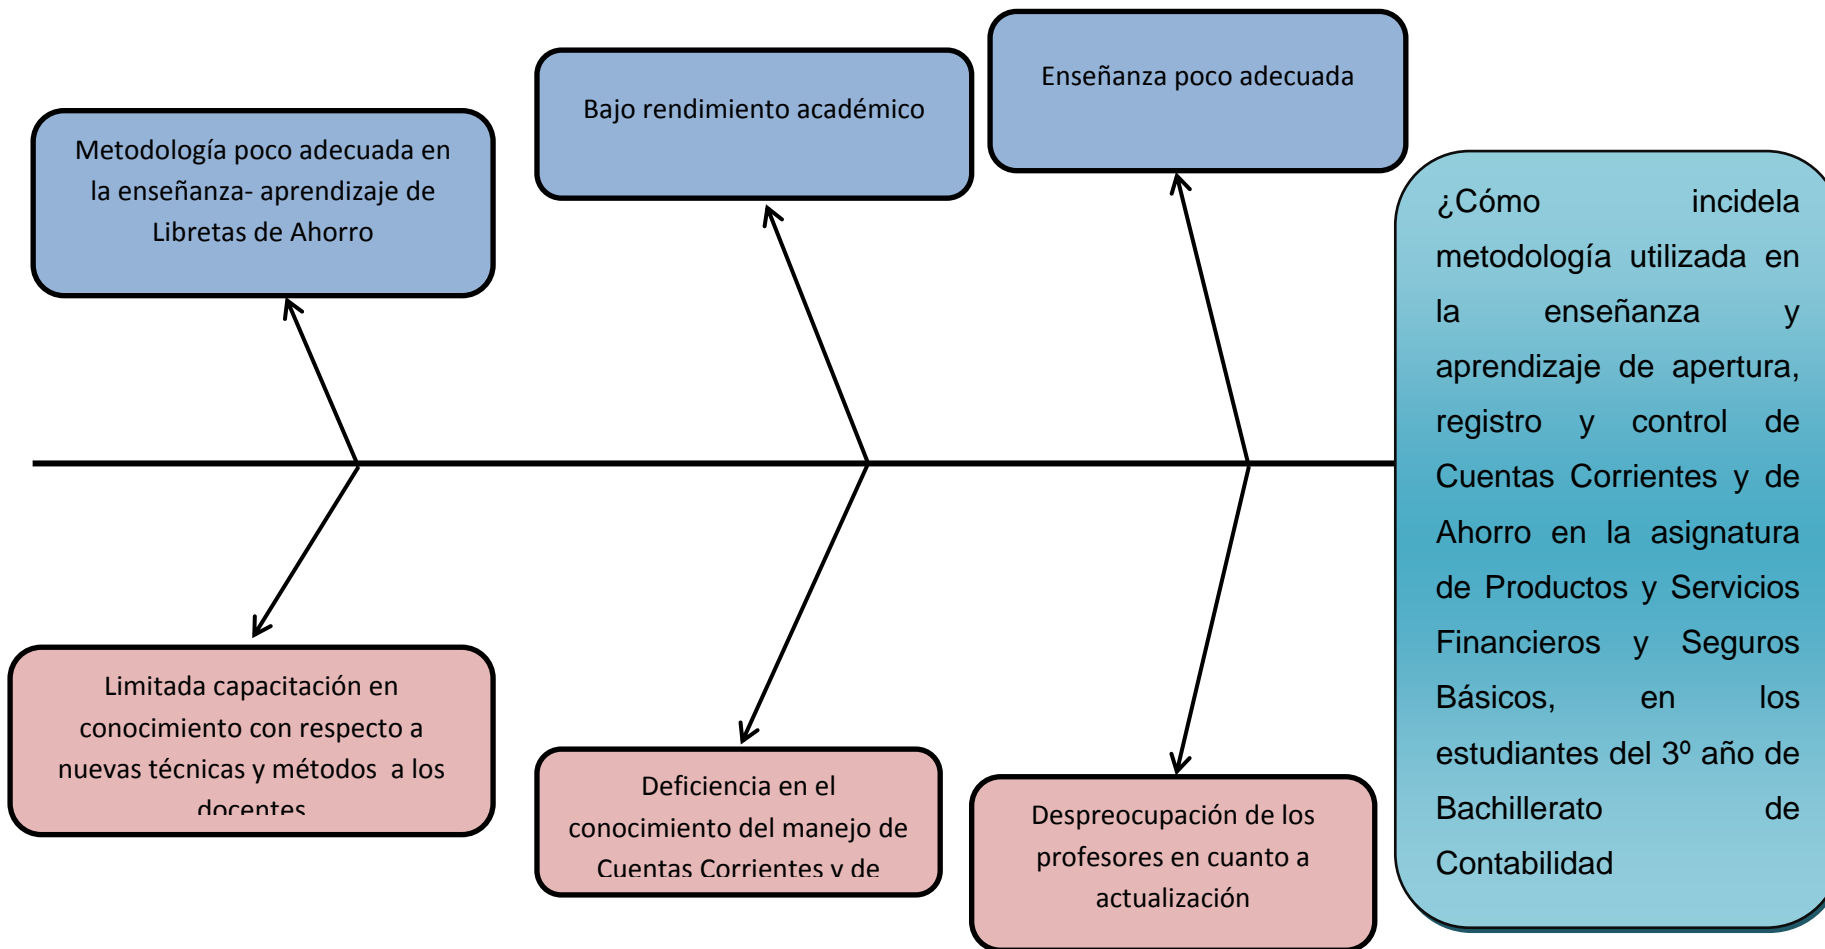 Metodología poco adecuada en
la enseñanza- aprendizaje de
Libretas de Ahorro
Bajo rendimiento académico
Enseñanza poco adecuada
¿Cómo incidela
metodología utilizada en
la enseñanza y
aprendizaje de apertura,
registro y control de
Cuentas Corrientes y de
Ahorro en la asignatura
de Productos y Servicios
Financieros y Seguros
Básicos, en los
estudiantes del 3º año de
Bachillerato de
Contabilidad
Limitada capacitación en
conocimiento con respecto a
nuevas técnicas y métodos a los
docentes
Deficiencia en el
conocimiento del manejo de
Cuentas Corrientes y de
Despreocupación de los
profesores en cuanto a
actualización